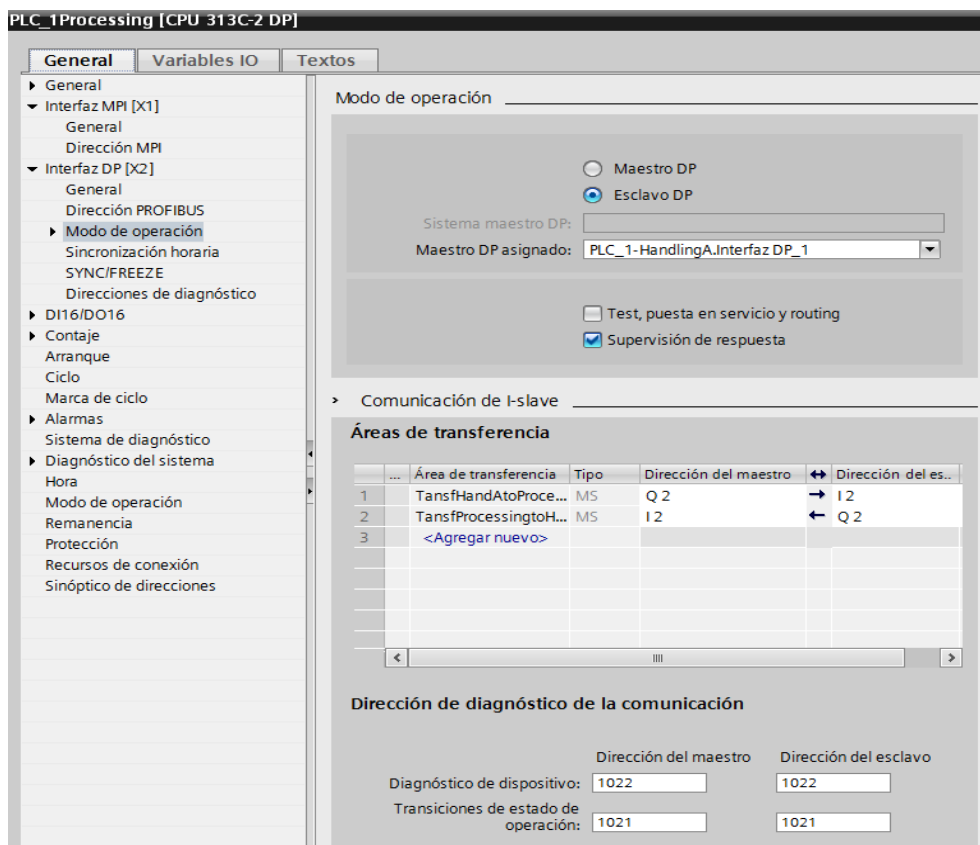 PLC_1Processing [CPU 313C-2 DP]
General Variables IO Textos
General
Interfaz MPI [X1]
General
Dirección MPI
Interfaz DP [X2]
General
Dirección PROFIBUS
Modo de operación
Sincronización horaria
SYNC/FREEZE
Direcciones de diagnóstico
DI16/DO16
Contaje
Arranque
Ciclo
Marca de ciclo
Alarmas
Sistema de diagnóstico
Diagnóstico del sistema
Hora
Modo de operación
Remanencia
Protección
Recursos de conexión
Sinóptico de direcciones
Modo de operación
Maestro DP
Esclavo DP
Sistema maestro DP:
Maestro DP asignado: PLC_1-HandlingA.Interfaz DP_1
Test, puesta en servicio y routing
Supervisión de respuesta
Comunicación de I-slave
Áreas de transferencia
... Área de transferencia Tipo Dirección del maestro ↔ Dirección del es..
1 TansfHandAtoProce... MS Q 2 → I 2
2 TansfProcessingtoH... MS I 2 ← Q 2
3 <Agregar nuevo>
Dirección de diagnóstico de la comunicación
Dirección del maestro Dirección del esclavo
Diagnóstico de dispositivo: 1022 1022
Transiciones de estado de
operación: 1021 1021